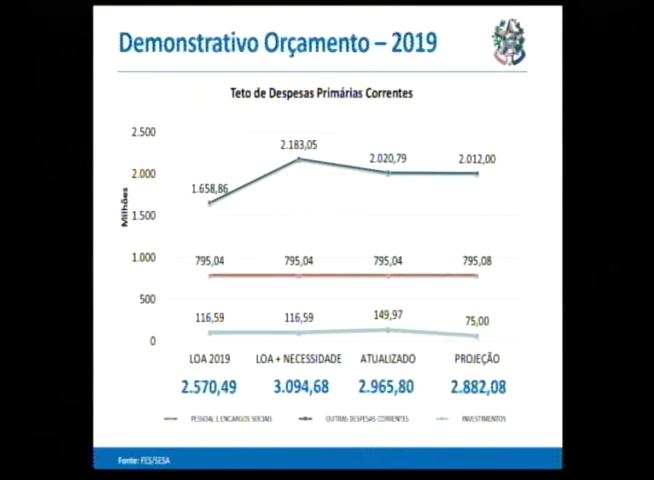 Demonstrativo Orçamento – 2019
Teto de Despesas Primárias Correntes
Milhões
2.500
2.000
1.500
1.000
500
0
1.658,86
2.183,05
2.020,79
2.012,00
795,04
795,04
795,04
795,08
116,59
116,59
149,97
75,00
LOA 2019
LOA + NECESSIDADE
ATUALIZADO
PROJEÇÃO
2.570,49
3.094,68
2.965,80
2.882,08
PESSOAL E ENCARGOS SOCIAIS
OUTRAS DESPESAS CORRENTES
INVESTIMENTOS
Fonte: FES/SESA